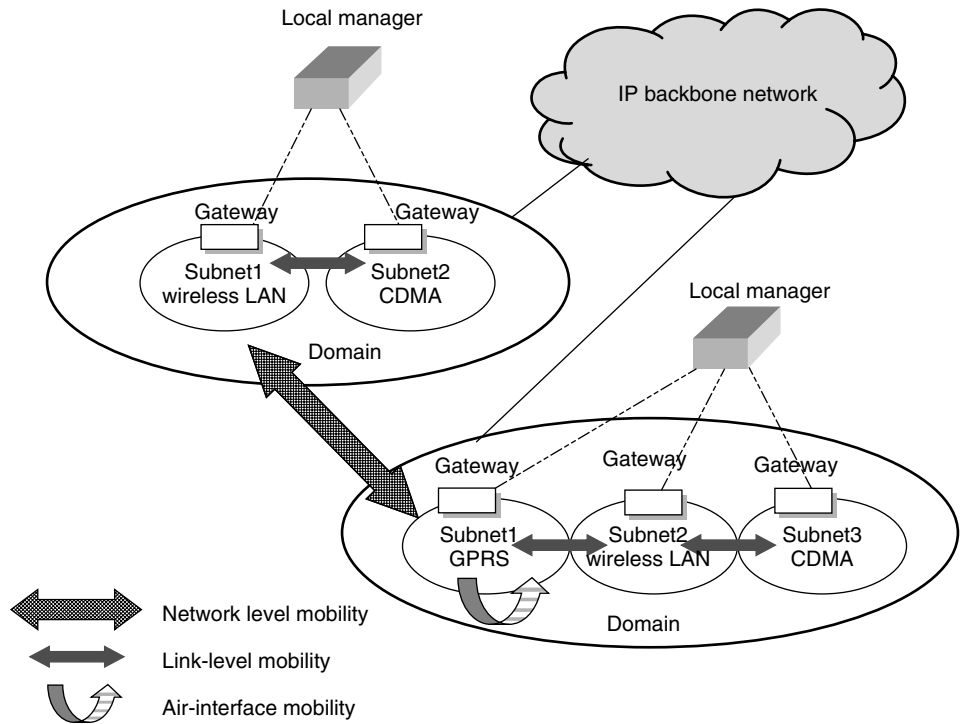 Local manager
IP backbone network
Gateway
Gateway
Subnet1
wireless LAN
Subnet2
CDMA
Domain
Local manager
Gateway
Gateway
Gateway
Subnet1
GPRS
Subnet2
wireless LAN
Subnet3
CDMA
Domain
Network level mobility
Link-level mobility
Air-interface mobility